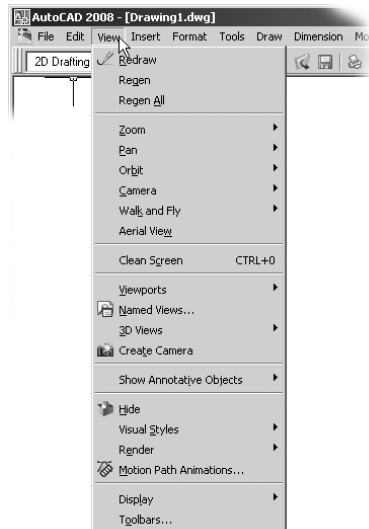 AutoCAD 2008 - [Drawing1.dwg]
File Edit View Insert Format Tools Draw Dimension
2D Drafting
Redraw
Regen
Regen All
Zoom
Pan
Orbit
Camera
Walk and Fly
Aerial View
Clean Screen CTRL+0
Viewports
Named Views...
3D Views
Create Camera
Show Annotative Objects
Hide
Visual Styles
Render
Motion Path Animations...
Display
Toolbars...